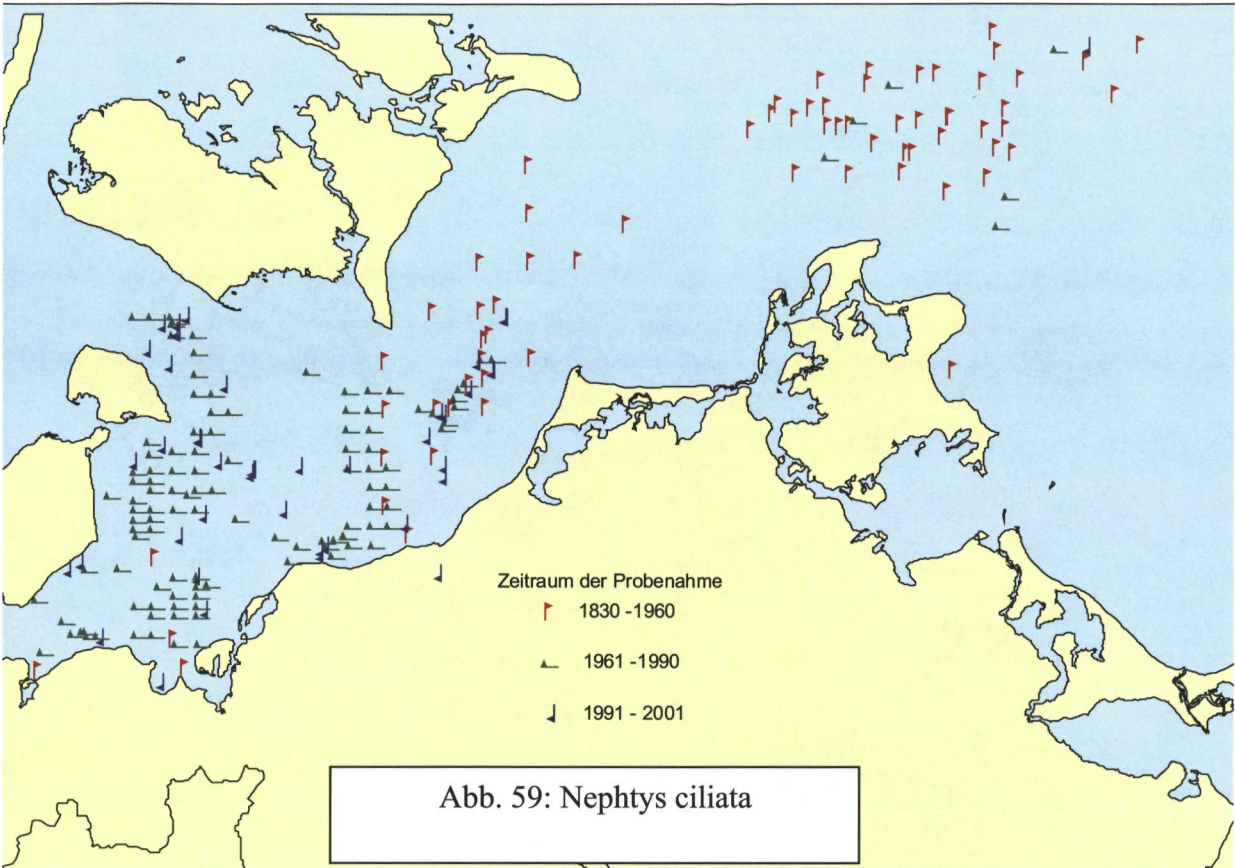 Zeitraum der Probenahme
1830 -1960
1961 -1990
1991 - 2001
Abb. 59: Nephtys ciliata